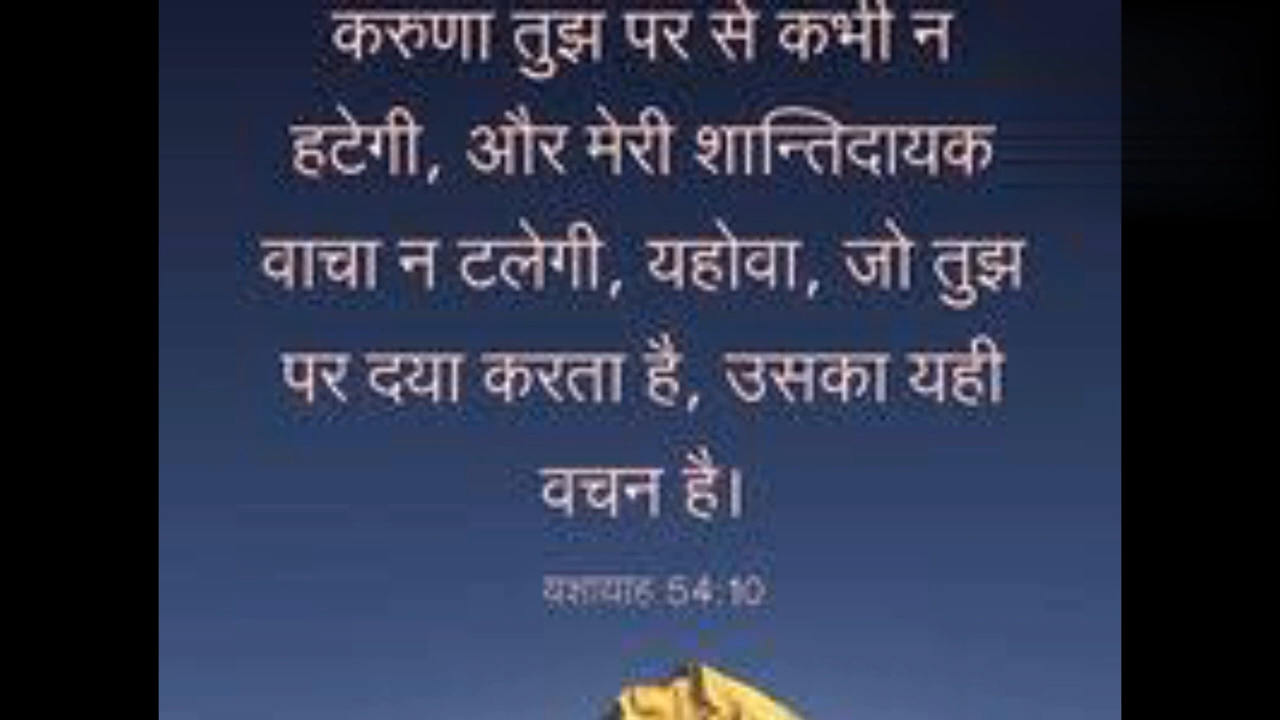 करुणा तुझ पर से कभी न
हटेगी, और मेरी शान्तिदायक
वाचा न टलेगी, यहोवा, जो तुझ
पर दया करता है, उसका यही
वचन है।
यशायाह 54:10